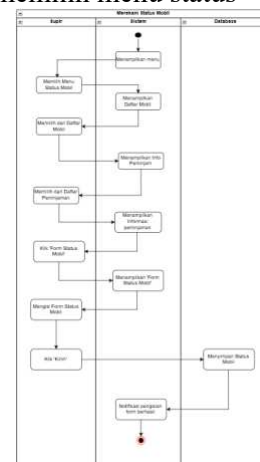 memilih menu status
Merekam Status Mobil
Supir
Sistem
Database
Menampilkan menu
Memilih Menu
Status Mobil
Menampilkan
Daftar Mobil
Memilih dari Daftar
Mobil
Menampilkan Info
Peminjam
Memilih dari Daftar
Peminjaman
Menampilkan
Informasi
peminjaman
Klik 'Form Status
Mobil'
Menampilkan 'Form
Status Mobil'
Mengisi Form Status
Mobil
Klik 'Kirim'
Menyimpan Status
Mobil
Notifikasi pengisian
form berhasil